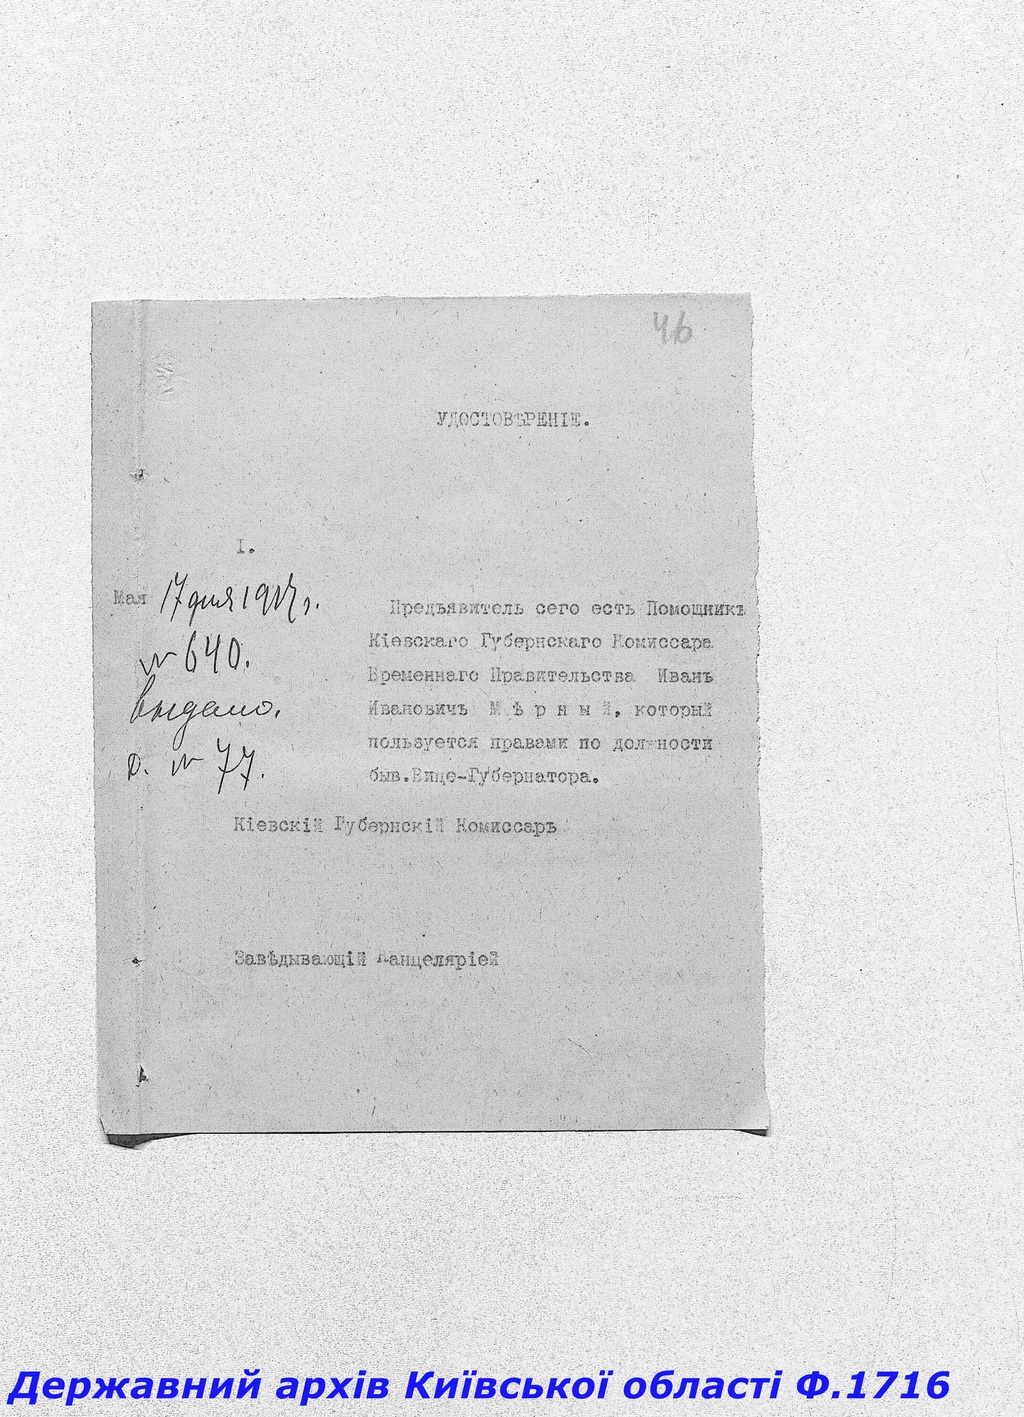 46
УДОСТОВѢРЕНІЕ.
I.
Мая 17 дня 1917 г.
№ 640.
выдано.
д. № 77.
Предъявитель сего есть Помощникъ
Кіевскаго Губернскаго Комиссара
Временнаго Правительства Иванъ
Ивановичъ М ѣ р н ы й, который
пользуется правами по должности
быв.Вице-Губернатора.
Кіевскій Губернскій Комиссаръ
Завѣдывающій Канцеляріей
Державний архів Київської області Ф.1716